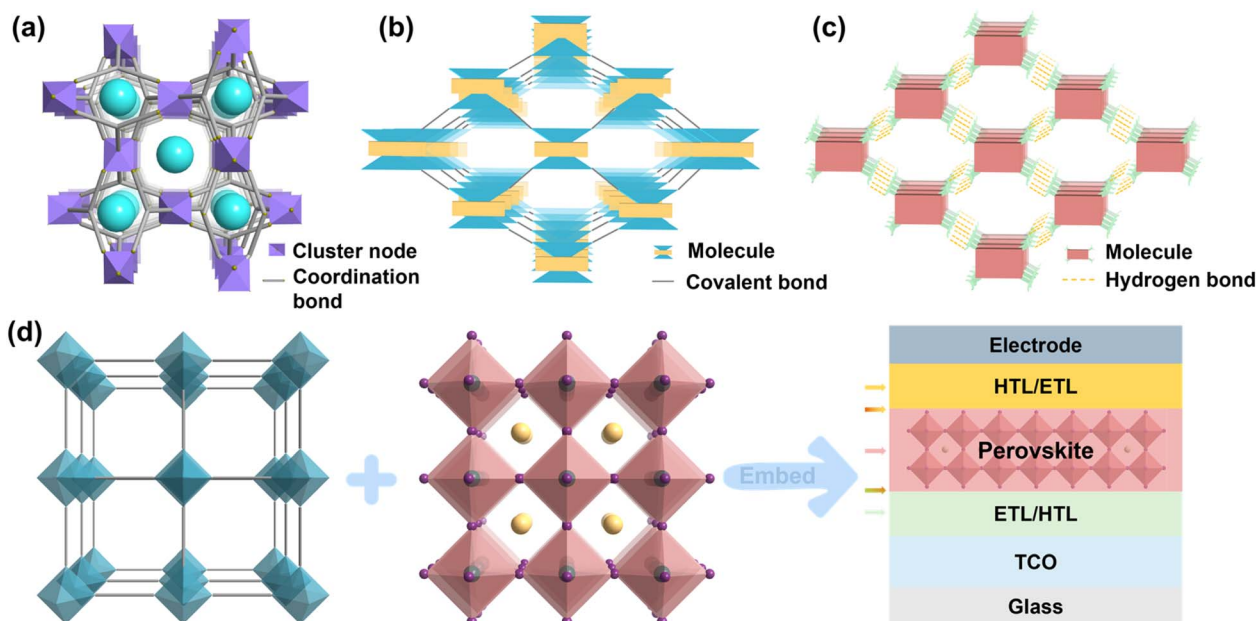 (a)
Cluster node
Coordination
bond
(b)
Molecule
Covalent bond
(c)
Molecule
Hydrogen bond
(d)
Embed
Electrode
HTL/ETL
Perovskite
ETL/HTL
TCO
Glass